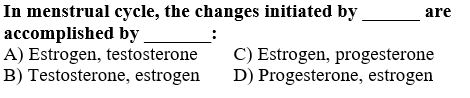 In menstrual cycle, the changes initiated by ______ are
accomplished by _______:
A) Estrogen, testosterone C) Estrogen, progesterone
B) Testosterone, estrogen D) Progesterone, estrogen